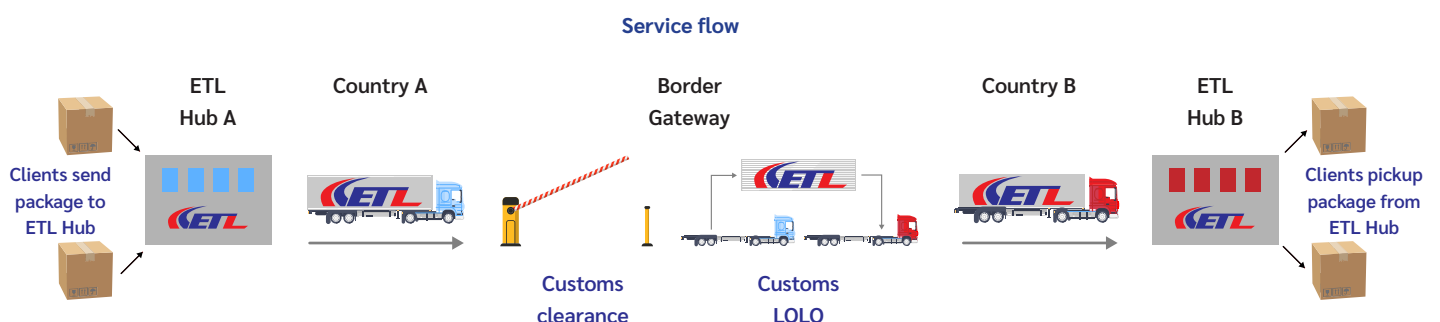 Service flow
ETL
Hub A
Country A
Border
Gateway
Country B
ETL
Hub B
Clients send
package to
ETL Hub
ETL
ETL
ETL
ETL
ETL
Clients pickup
package from
ETL Hub
Customs
clearance
Customs
LOLO